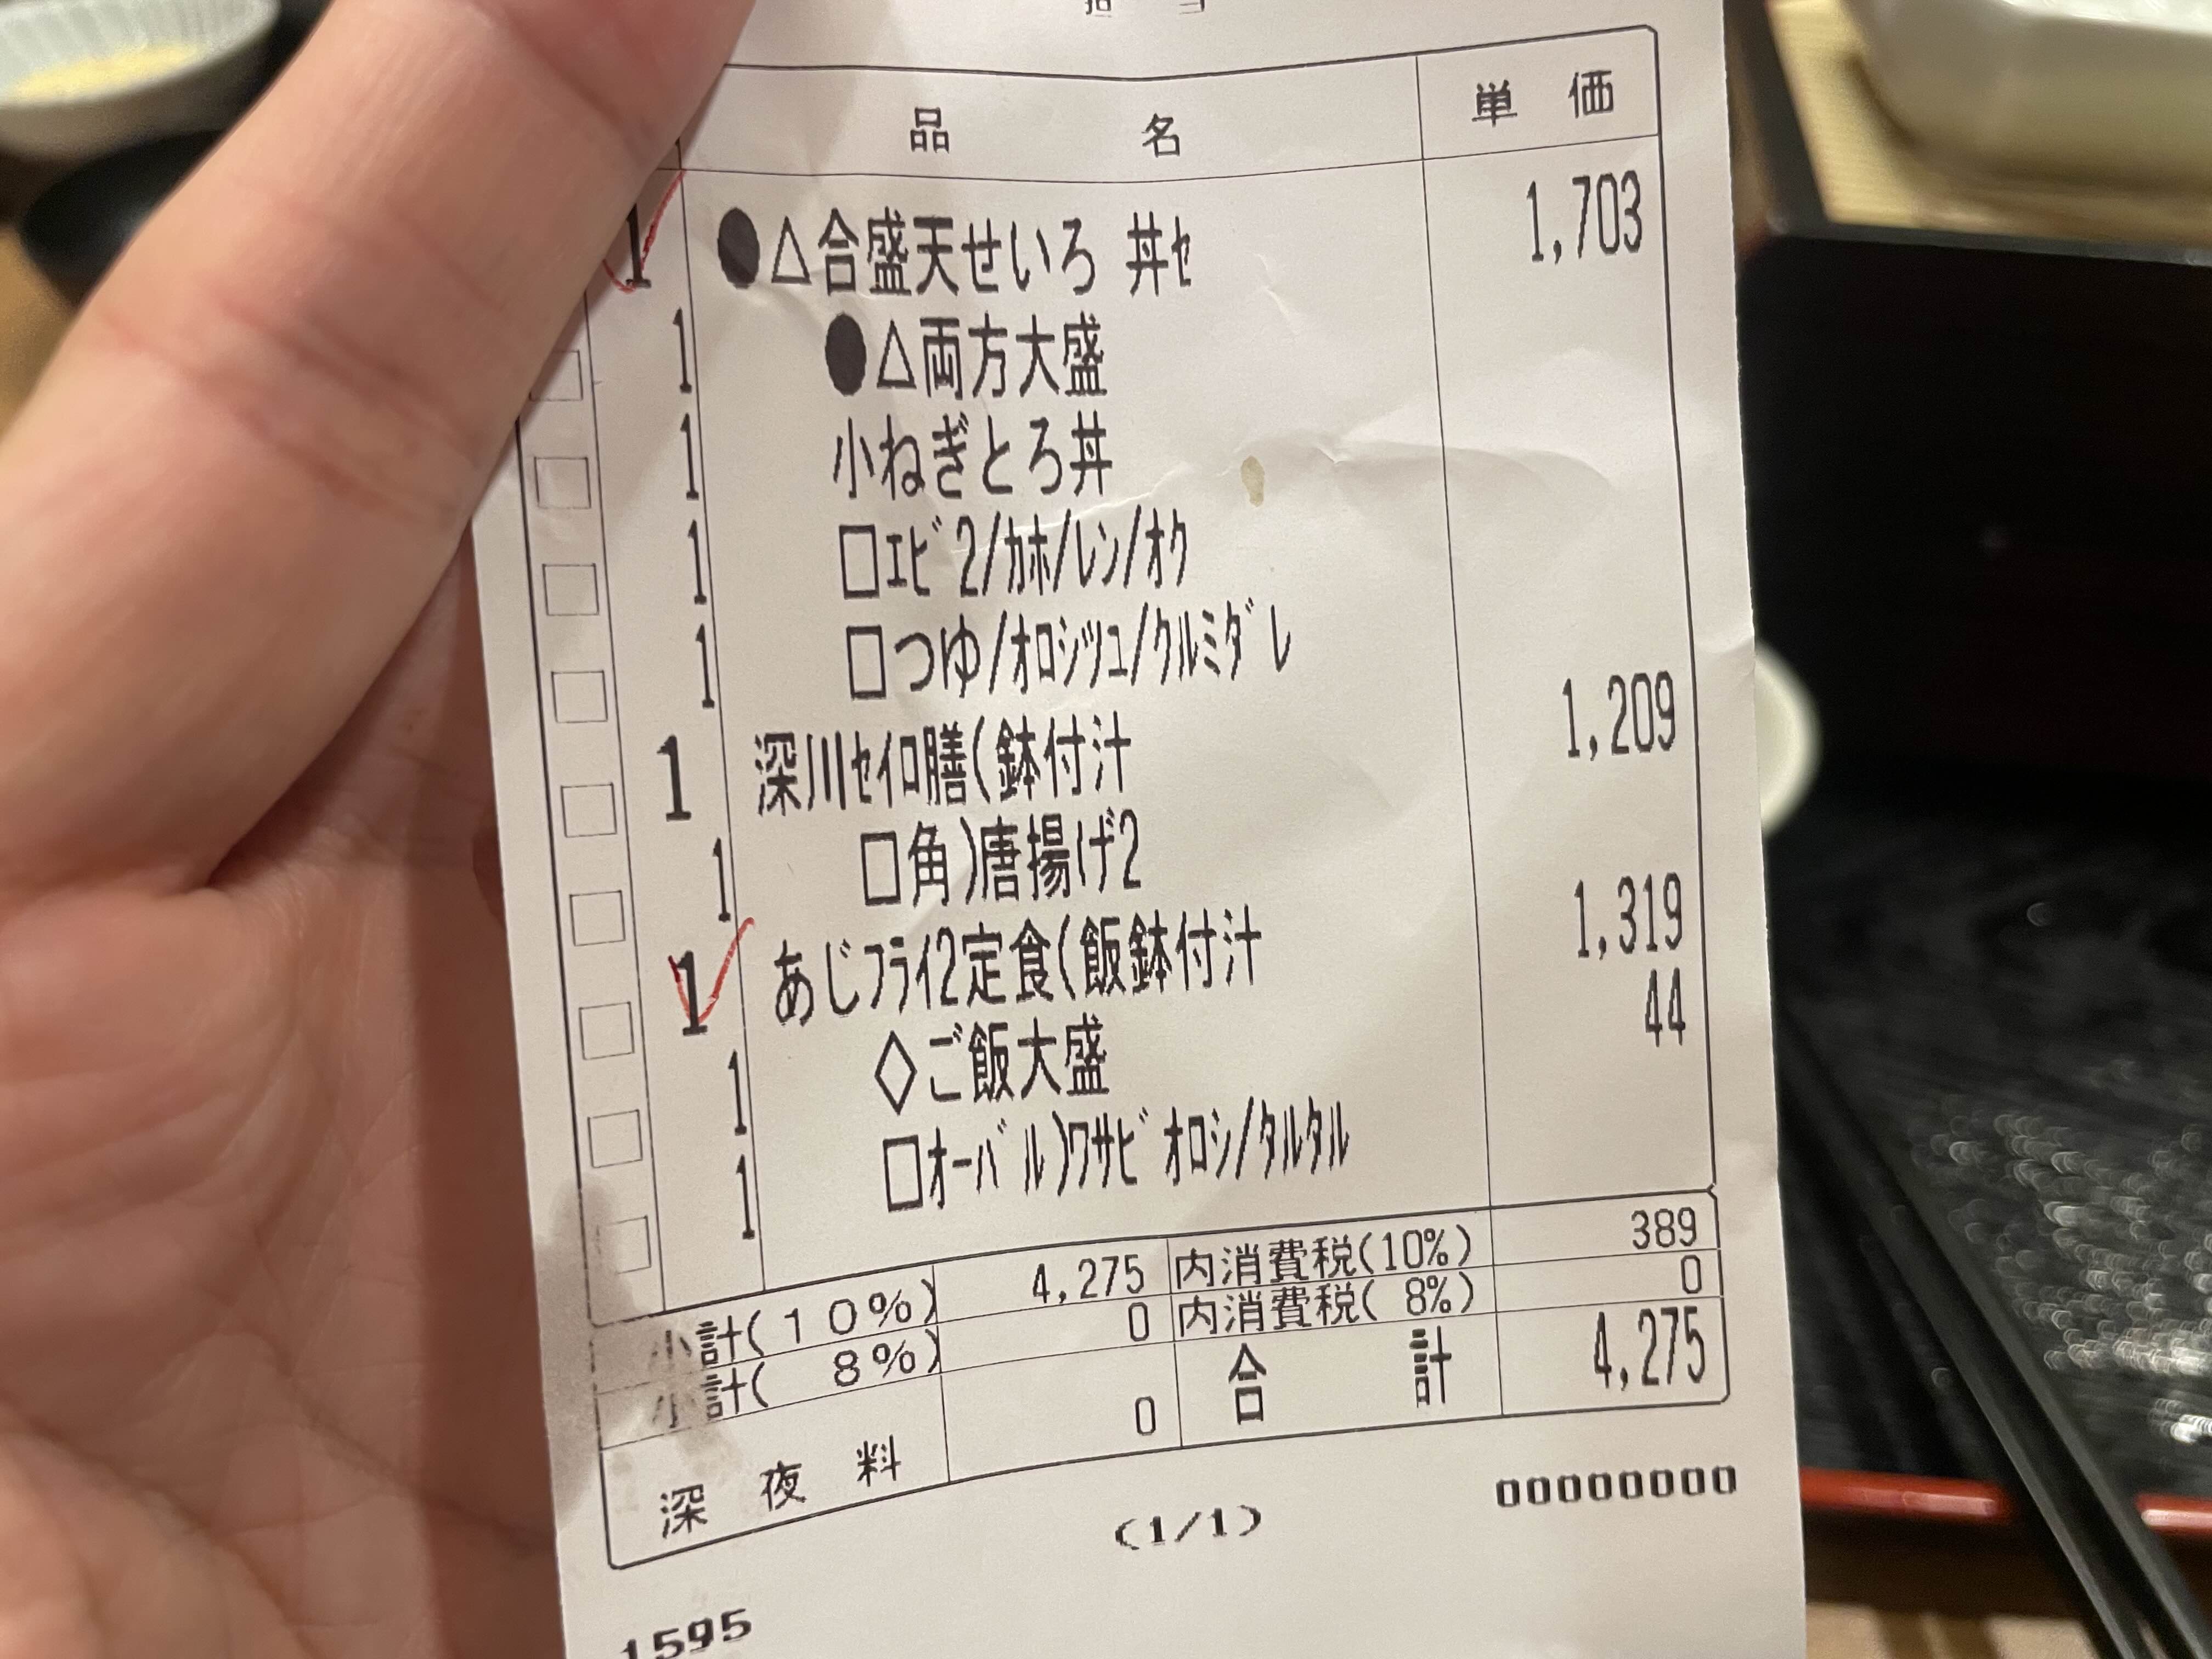 担 当
品 名 単 価
1 ●△合盛天せいろ 丼ｾ 1,703
1 ●△両方大盛
1 小ねぎとろ丼
1 □ｴﾋﾞ2/ｶﾎ/ﾚﾝ/ｵｸ
1 □つゆ/ｵﾛｼﾂﾕ/ｸﾙﾐﾀﾞﾚ
1 深川ｾｲﾛ膳(鉢付汁 1,209
1 □角)唐揚げ2
1 あじﾌﾗｲ2定食(飯鉢付汁 1,319
1 ◇ご飯大盛 44
1 □ｵｰﾊﾞﾙ)ﾜｻﾋﾞｵﾛｼ/ﾀﾙﾀﾙ
小計(10%) 4,275 内消費税(10%) 389
小計( 8%) 0 内消費税( 8%) 0
深 夜 料 0 合 計 4,275
(1/1) 00000000
1595